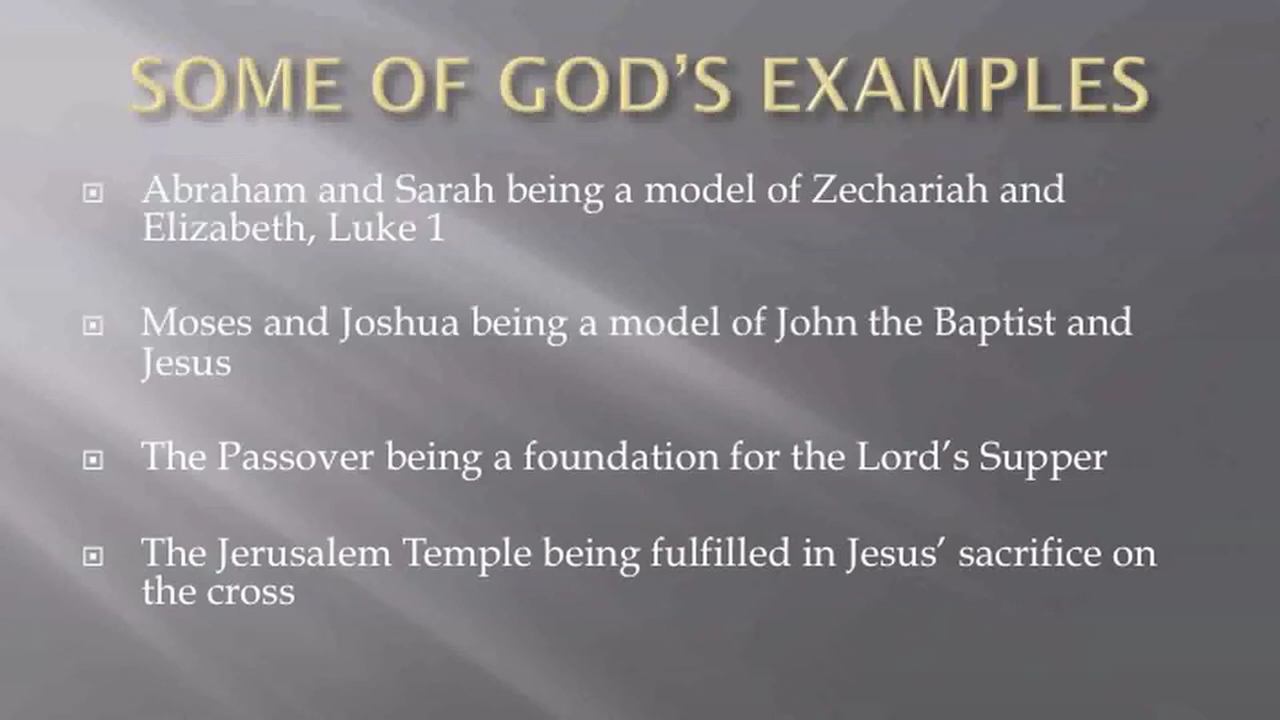 SOME OF GOD’S EXAMPLES
Abraham and Sarah being a model of Zechariah and
Elizabeth, Luke 1
Moses and Joshua being a model of John the Baptist and
Jesus
The Passover being a foundation for the Lord’s Supper
The Jerusalem Temple being fulfilled in Jesus’ sacrifice on
the cross